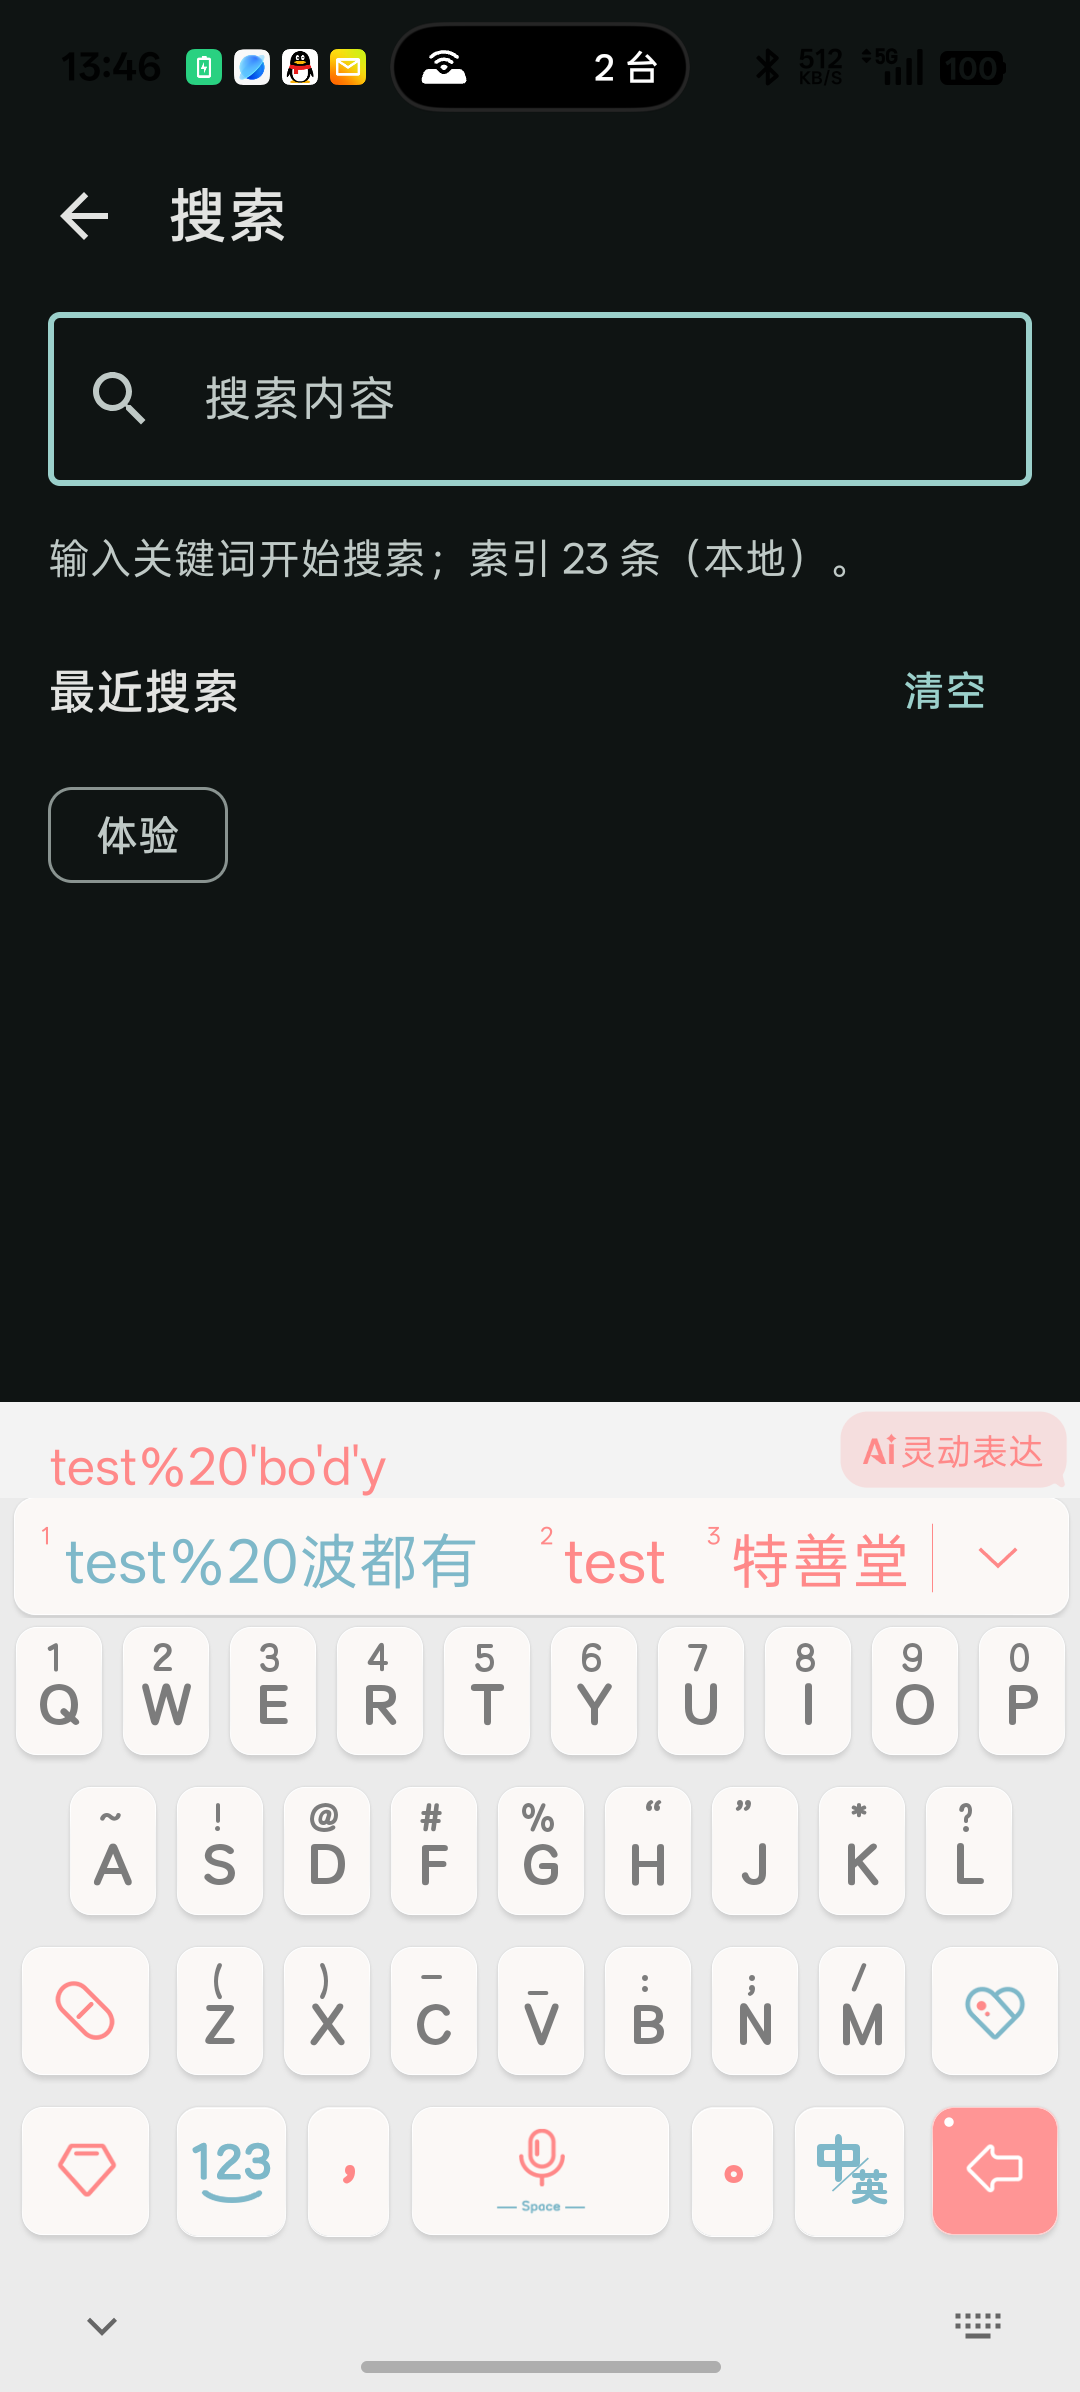 13:46 2 台 512 KB/S 5G 100
搜索
搜索内容
输入关键词开始搜索；索引 23 条（本地）。
最近搜索 清空
体验
test%20'bo'd'y Ai灵动表达
1 test%20波都有 2 test 3 特善堂
1 2 3 4 5 6 7 8 9 0
Q W E R T Y U I O P
~ ! @ # % “ ” * ?
A S D F G H J K L
( ) – _ : ; /
Z X C V B N M
123 , Space 。 中/英